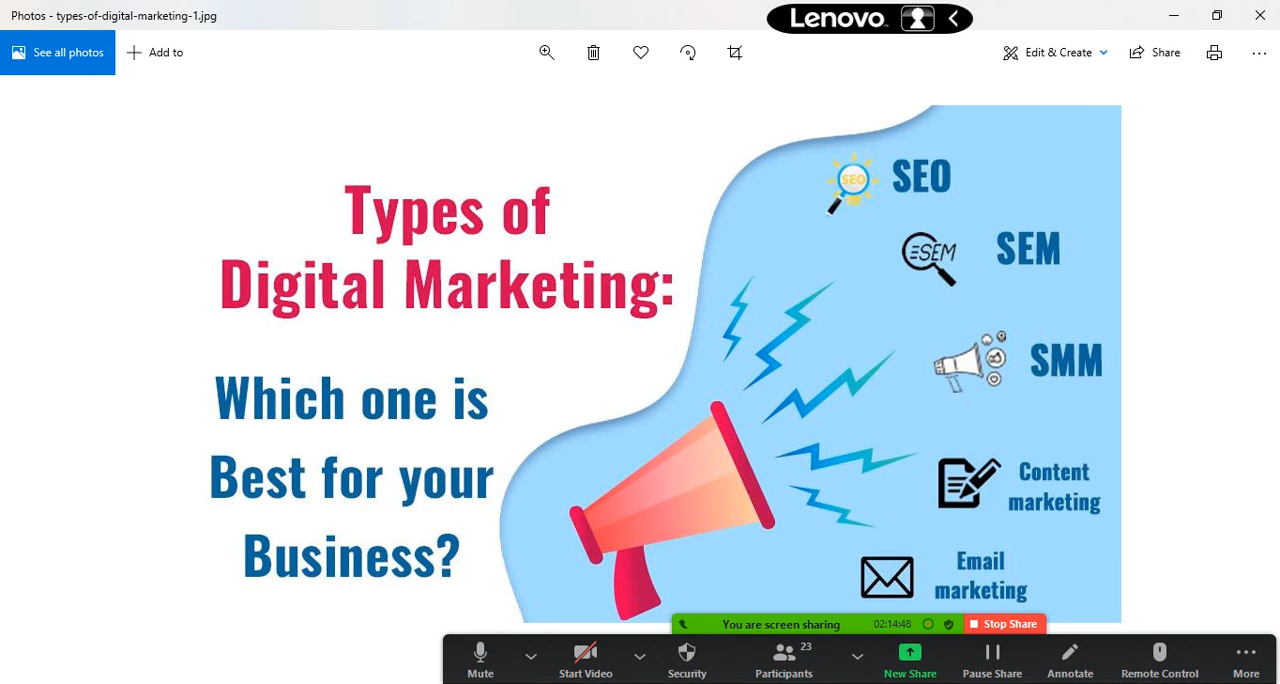 Photos - types-of-digital-marketing-1.jpg
Lenovo
See all photos
Add to
Edit & Create
Share
Types of
Digital Marketing:
Which one is
Best for your
Business?
SEO
SEO
SEM
SEM
SMM
Content
marketing
Email
marketing
You are screen sharing
02:14:48
Stop Share
Mute
Start Video
Security
Participants
23
New Share
Pause Share
Annotate
Remote Control
More